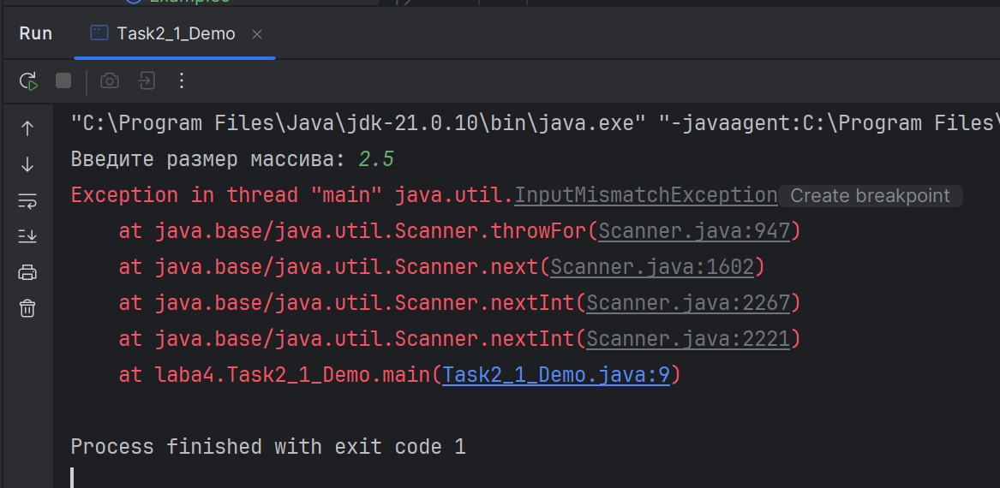 Run Task2_1_Demo
"C:\Program Files\Java\jdk-21.0.10\bin\java.exe" "-javaagent:C:\Program Files\
Введите размер массива: 2.5
Exception in thread "main" java.util.InputMismatchException Create breakpoint
at java.base/java.util.Scanner.throwFor(Scanner.java:947)
at java.base/java.util.Scanner.next(Scanner.java:1602)
at java.base/java.util.Scanner.nextInt(Scanner.java:2267)
at java.base/java.util.Scanner.nextInt(Scanner.java:2221)
at laba4.Task2_1_Demo.main(Task2_1_Demo.java:9)
Process finished with exit code 1